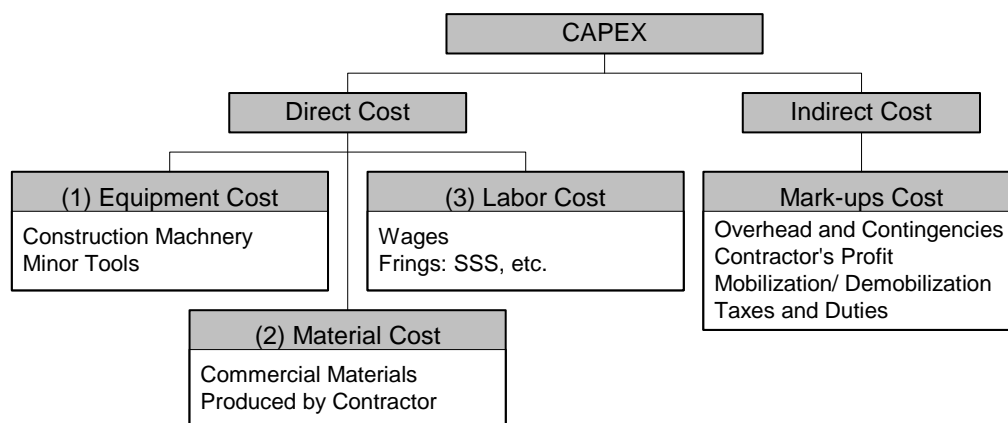 CAPEX
Direct Cost
Indirect Cost
(1) Equipment Cost
Construction Machnery
Minor Tools
(3) Labor Cost
Wages
Frings: SSS, etc.
Mark-ups Cost
Overhead and Contingencies
Contractor's Profit
Mobilization/ Demobilization
Taxes and Duties
(2) Material Cost
Commercial Materials
Produced by Contractor